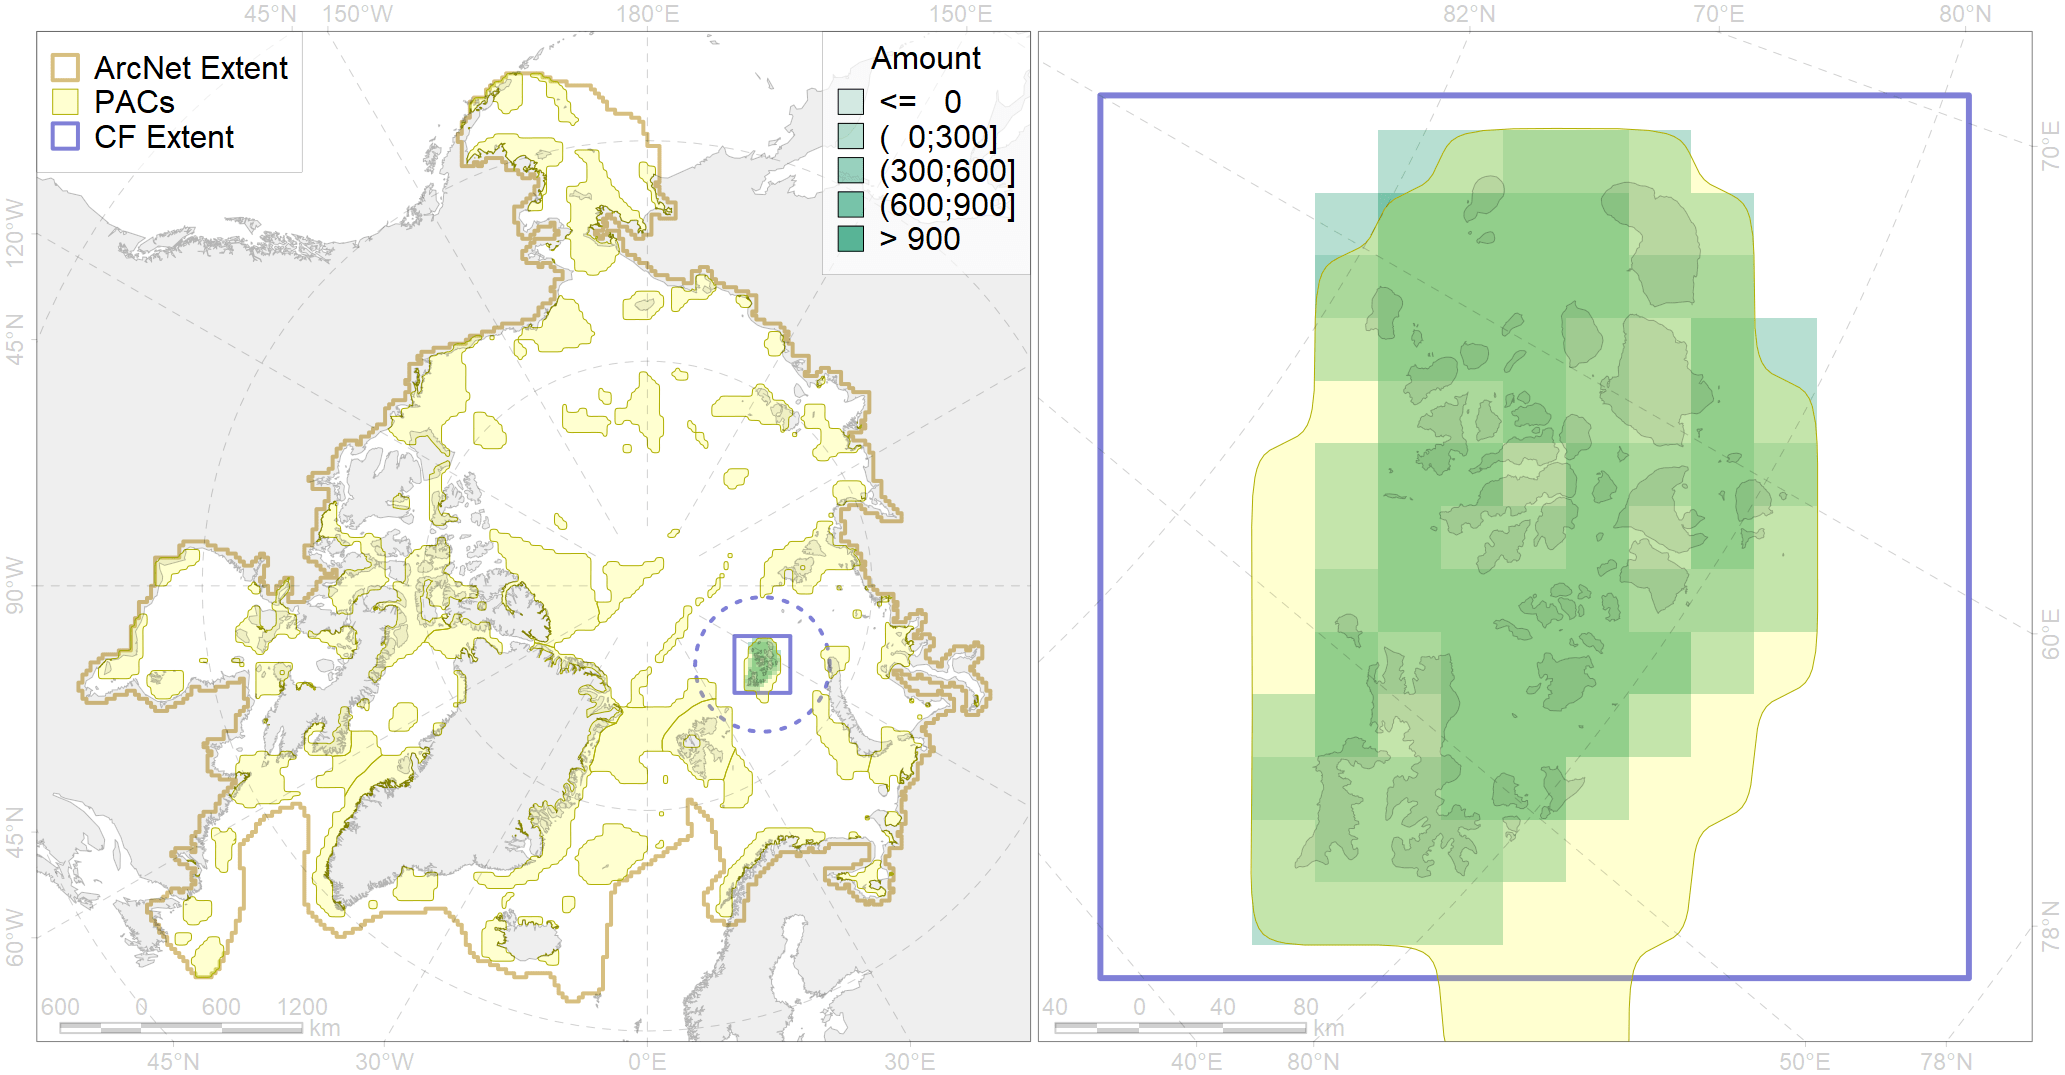 45°N 150°W 180°E 150°E 82°N 70°E 80°N
ArcNet Extent
PACs
CF Extent
Amount
<= 0
( 0;300]
(300;600]
(600;900]
> 900
120°W
45°N
90°W
45°N
60°W
70°E
60°E
78°N
600 0 600 1200
km
40 0 40 80
km
45°N 30°W 0°E 30°E 40°E 80°N 50°E 78°N